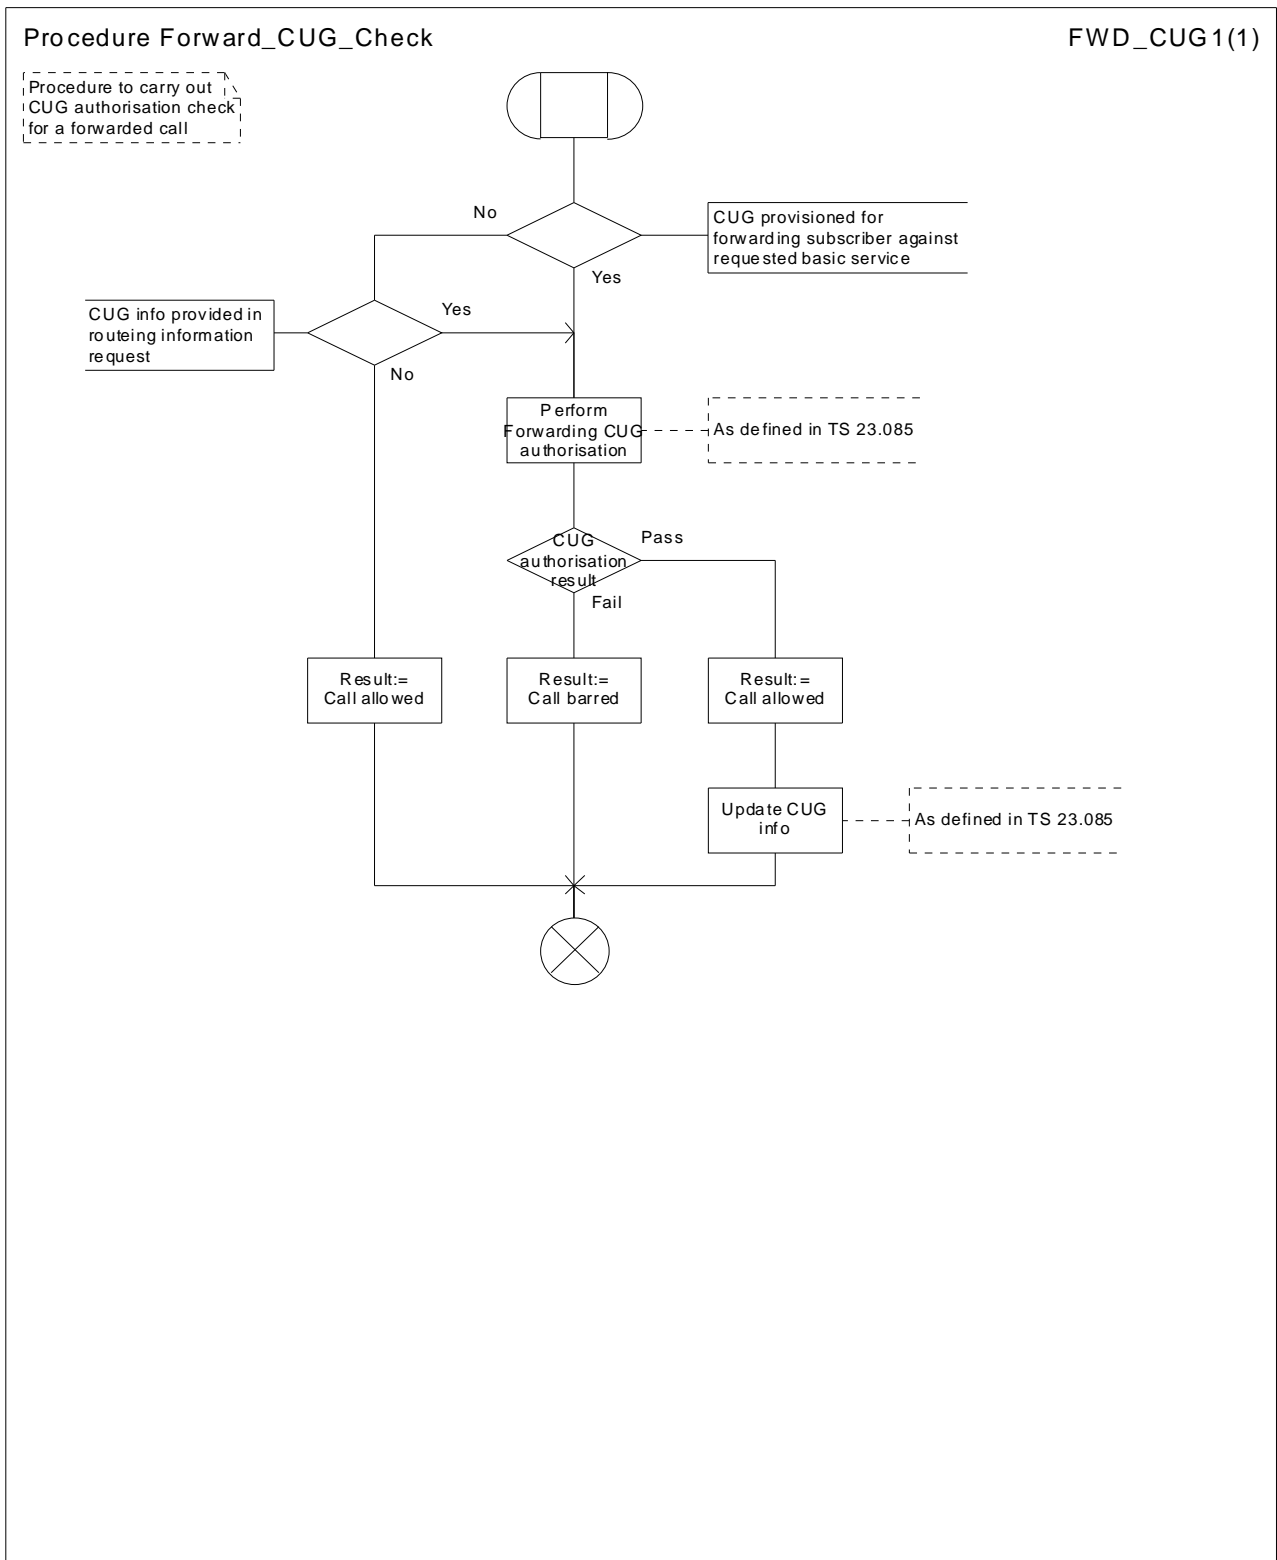 Procedure Forward_CUG_Check
FWD_CUG1(1)
Procedure to carry out
CUG authorisation check
for a forwarded call
No
CUG provisioned for
forwarding subscriber against
requested basic service
Yes
CUG info provided in
routeing information
request
Yes
No
Perform
Forwarding CUG
authorisation
As defined in TS 23.085
CUG
authorisation
result
Pass
Fail
Result:=
Call allowed
Result:=
Call barred
Result:=
Call allowed
Update CUG
info
As defined in TS 23.085